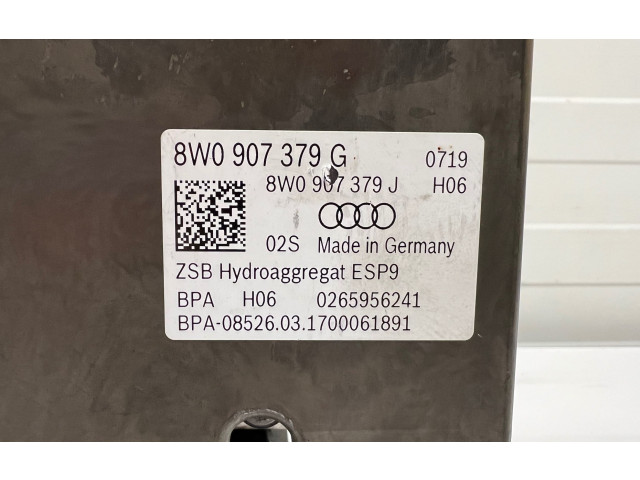 8W0 907 379 G 0719
8W0 907 379 J H06
02S Made in Germany
ZSB Hydroaggregat ESP9
BPA H06 0265956241
BPA-08526.03.1700061891